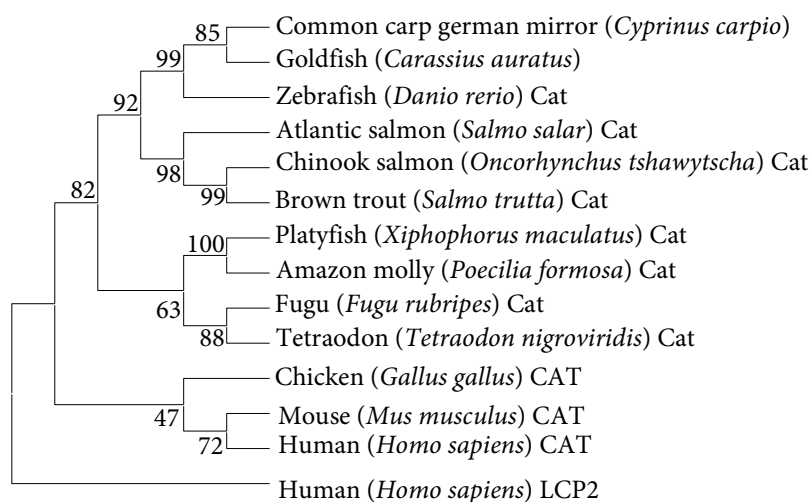 85 Common carp german mirror (Cyprinus carpio)
99 Goldfish (Carassius auratus)
92 Zebrafish (Danio rerio) Cat
Atlantic salmon (Salmo salar) Cat
98 Chinook salmon (Oncorhynchus tshawytscha) Cat
82 99 Brown trout (Salmo trutta) Cat
100 Platyfish (Xiphophorus maculatus) Cat
Amazon molly (Poecilia formosa) Cat
63 Fugu (Fugu rubripes) Cat
88 Tetraodon (Tetraodon nigroviridis) Cat
Chicken (Gallus gallus) CAT
47 Mouse (Mus musculus) CAT
72 Human (Homo sapiens) CAT
Human (Homo sapiens) LCP2